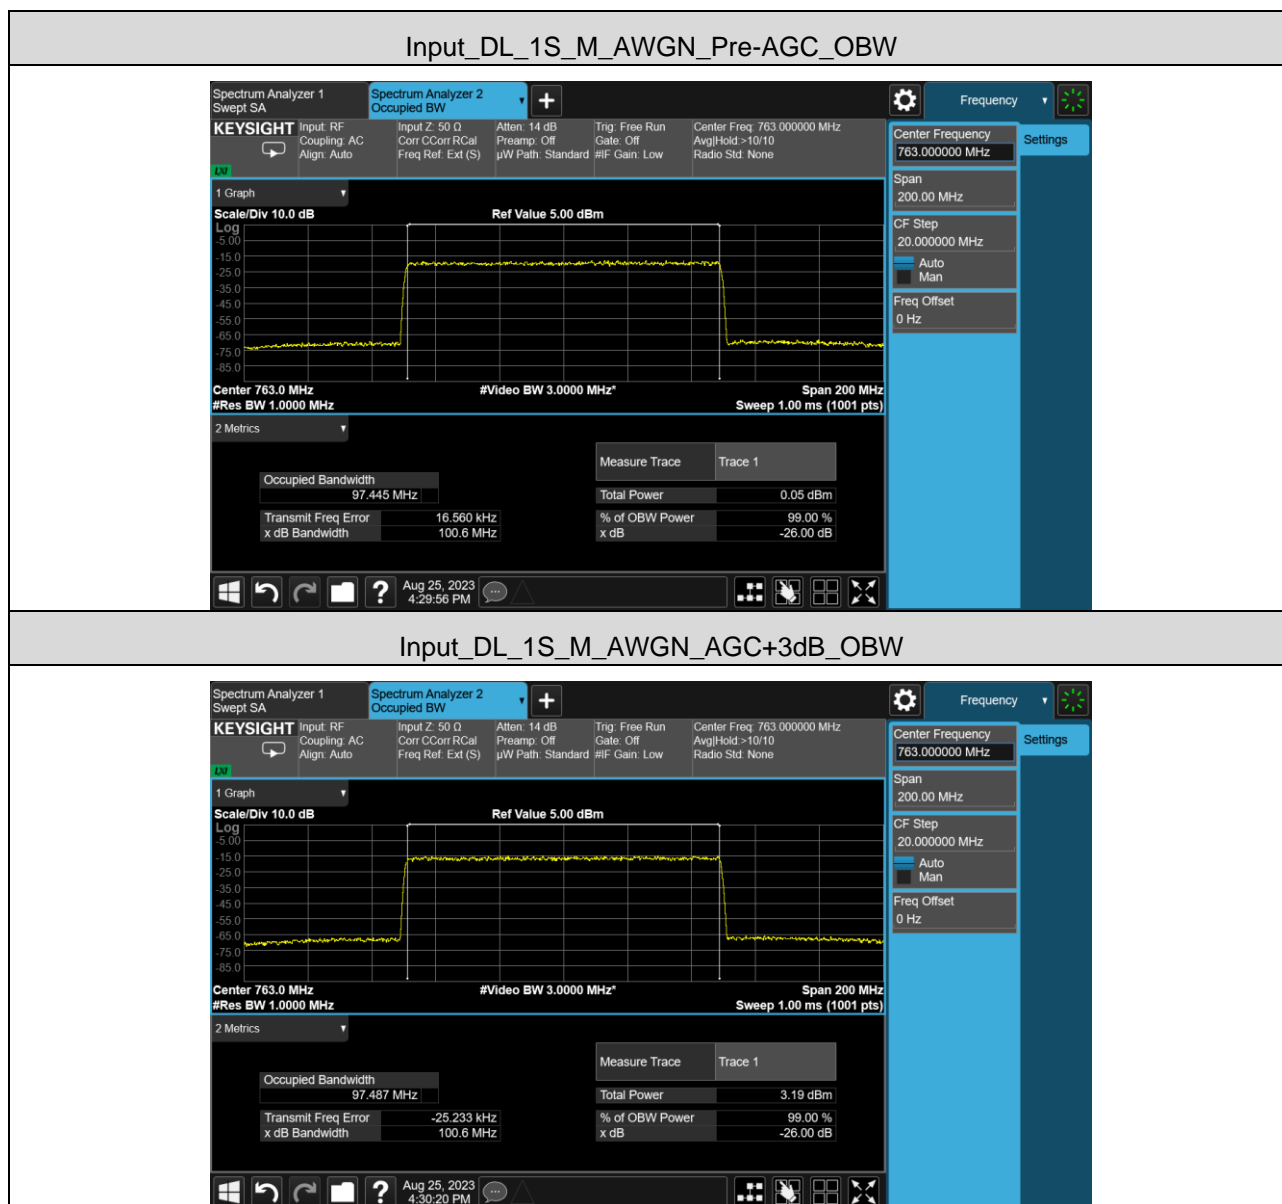 Input_DL_1S_M_AWGN_Pre-AGC_OBW
Spectrum Analyzer 1
Swept SA
Spectrum Analyzer 2
Occupied BW
Frequency
KEYSIGHT
Input: RF
Coupling: AC
Align: Auto
Input Z: 50 Ω
Corr CCorr RCal
Freq Ref: Ext (S)
Atten: 14 dB
Preamp: Off
µW Path: Standard
Trig: Free Run
Gate: Off
#IF Gain: Low
Center Freq: 763.000000 MHz
Avg|Hold:>10/10
Radio Std: None
LXI
Center Frequency
763.000000 MHz
Settings
Span
200.00 MHz
CF Step
20.000000 MHz
Auto
Man
Freq Offset
0 Hz
1 Graph
Scale/Div 10.0 dB
Ref Value 5.00 dBm
Log
-5.00
-15.0
-25.0
-35.0
-45.0
-55.0
-65.0
-75.0
-85.0
Center 763.0 MHz
#Video BW 3.0000 MHz*
Span 200 MHz
#Res BW 1.0000 MHz
Sweep 1.00 ms (1001 pts)
2 Metrics
Measure Trace
Trace 1
Occupied Bandwidth
97.445 MHz
Total Power
0.05 dBm
Transmit Freq Error
16.560 kHz
% of OBW Power
99.00 %
x dB Bandwidth
100.6 MHz
x dB
-26.00 dB
?
Aug 25, 2023
4:29:56 PM
Input_DL_1S_M_AWGN_AGC+3dB_OBW
Spectrum Analyzer 1
Swept SA
Spectrum Analyzer 2
Occupied BW
Frequency
KEYSIGHT
Input: RF
Coupling: AC
Align: Auto
Input Z: 50 Ω
Corr CCorr RCal
Freq Ref: Ext (S)
Atten: 14 dB
Preamp: Off
µW Path: Standard
Trig: Free Run
Gate: Off
#IF Gain: Low
Center Freq: 763.000000 MHz
Avg|Hold:>10/10
Radio Std: None
LXI
Center Frequency
763.000000 MHz
Settings
Span
200.00 MHz
CF Step
20.000000 MHz
Auto
Man
Freq Offset
0 Hz
1 Graph
Scale/Div 10.0 dB
Ref Value 5.00 dBm
Log
-5.00
-15.0
-25.0
-35.0
-45.0
-55.0
-65.0
-75.0
-85.0
Center 763.0 MHz
#Video BW 3.0000 MHz*
Span 200 MHz
#Res BW 1.0000 MHz
Sweep 1.00 ms (1001 pts)
2 Metrics
Measure Trace
Trace 1
Occupied Bandwidth
97.487 MHz
Total Power
3.19 dBm
Transmit Freq Error
-25.233 kHz
% of OBW Power
99.00 %
x dB Bandwidth
100.6 MHz
x dB
-26.00 dB
?
Aug 25, 2023
4:30:20 PM